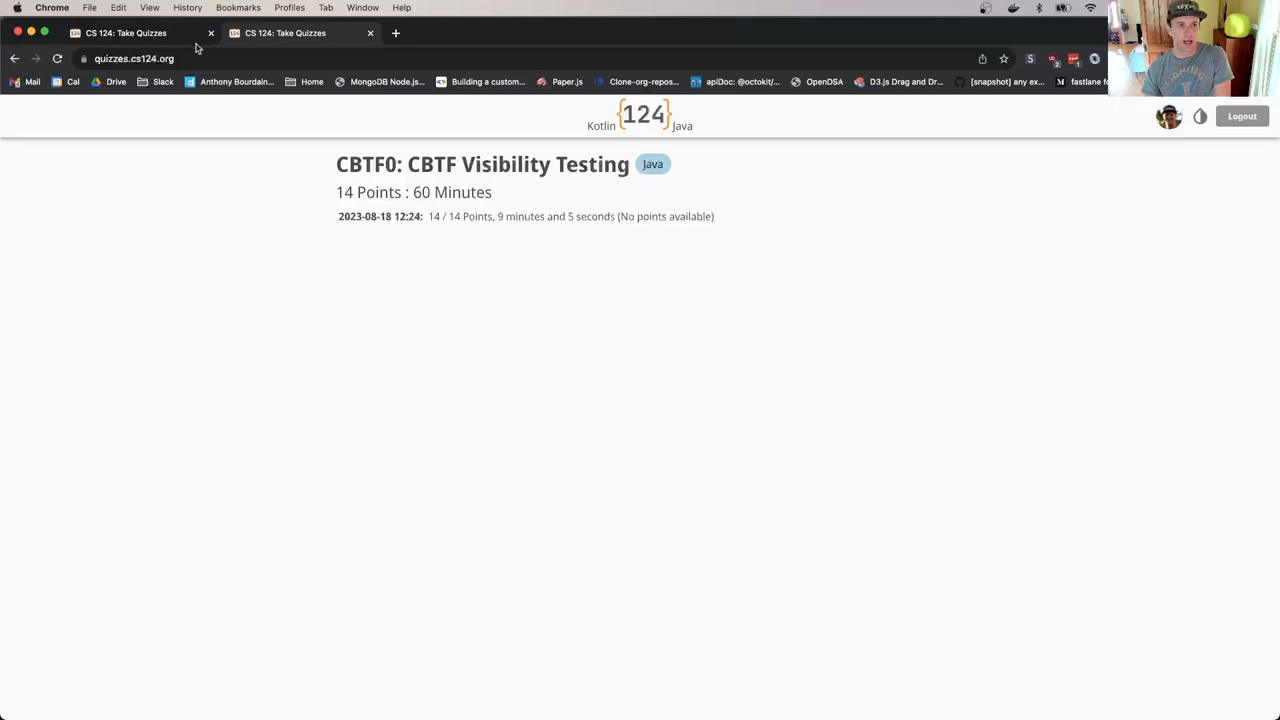 Chrome File Edit View History Bookmarks Profiles Tab Window Help
124 CS 124: Take Quizzes 124 CS 124: Take Quizzes
quizzes.cs124.org
Mail Cal Drive Slack Anthony Bourdain... Home MongoDB Node.js... Building a custom... Paper.js Clone-org-repos... apiDoc: @octokit/... OpenDSA D3.js Drag and Dr... [snapshot] any ex... fastlane fo
Kotlin {124} Java
Logout
CBTF0: CBTF Visibility Testing Java
14 Points : 60 Minutes
2023-08-18 12:24: 14 / 14 Points, 9 minutes and 5 seconds (No points available)